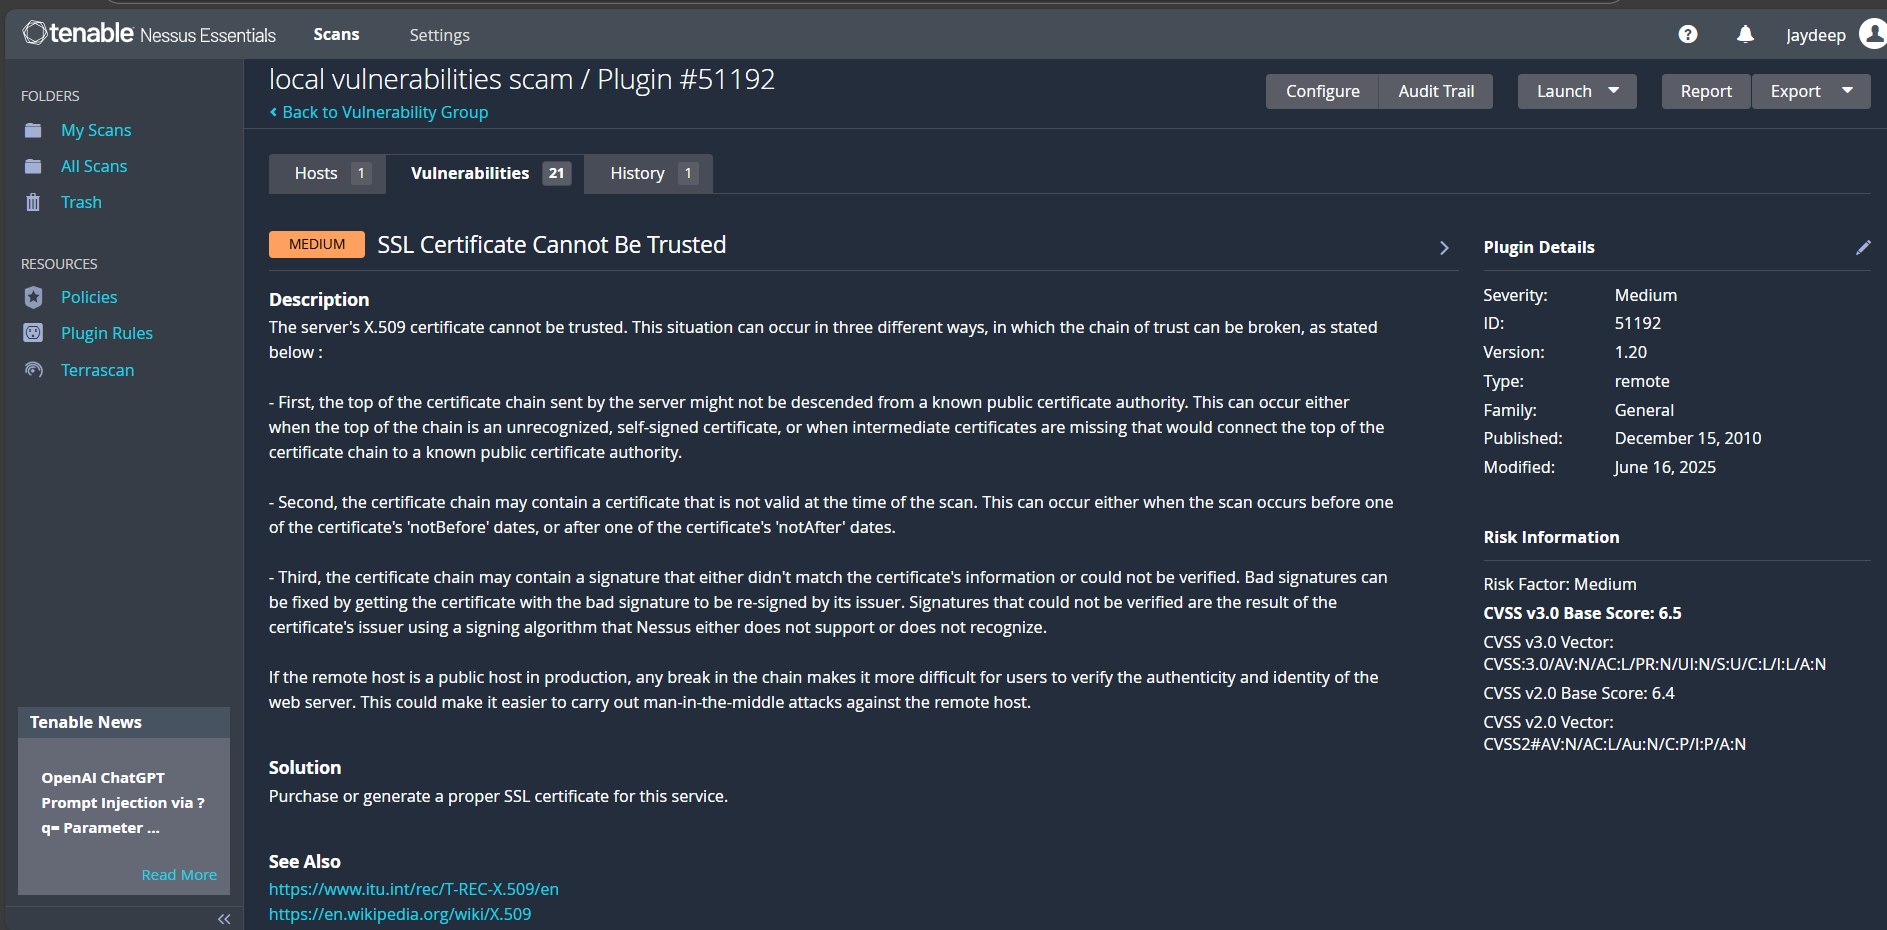 tenable Nessus Essentials
Scans
Settings
?
Jaydeep
FOLDERS
My Scans
All Scans
Trash
RESOURCES
Policies
Plugin Rules
Terrascan
Tenable News
OpenAI ChatGPT
Prompt Injection via ?
q= Parameter ...
Read More
local vulnerabilities scam / Plugin #51192
Back to Vulnerability Group
Configure
Audit Trail
Launch
Report
Export
Hosts 1
Vulnerabilities 21
History 1
MEDIUM SSL Certificate Cannot Be Trusted
Description
The server's X.509 certificate cannot be trusted. This situation can occur in three different ways, in which the chain of trust can be broken, as stated
below :
- First, the top of the certificate chain sent by the server might not be descended from a known public certificate authority. This can occur either
when the top of the chain is an unrecognized, self-signed certificate, or when intermediate certificates are missing that would connect the top of the
certificate chain to a known public certificate authority.
- Second, the certificate chain may contain a certificate that is not valid at the time of the scan. This can occur either when the scan occurs before one
of the certificate's 'notBefore' dates, or after one of the certificate's 'notAfter' dates.
- Third, the certificate chain may contain a signature that either didn't match the certificate's information or could not be verified. Bad signatures can
be fixed by getting the certificate with the bad signature to be re-signed by its issuer. Signatures that could not be verified are the result of the
certificate's issuer using a signing algorithm that Nessus either does not support or does not recognize.
If the remote host is a public host in production, any break in the chain makes it more difficult for users to verify the authenticity and identity of the
web server. This could make it easier to carry out man-in-the-middle attacks against the remote host.
Solution
Purchase or generate a proper SSL certificate for this service.
See Also
https://www.itu.int/rec/T-REC-X.509/en
https://en.wikipedia.org/wiki/X.509
Plugin Details
Severity: Medium
ID: 51192
Version: 1.20
Type: remote
Family: General
Published: December 15, 2010
Modified: June 16, 2025
Risk Information
Risk Factor: Medium
CVSS v3.0 Base Score: 6.5
CVSS v3.0 Vector:
CVSS:3.0/AV:N/AC:L/PR:N/UI:N/S:U/C:L/I:L/A:N
CVSS v2.0 Base Score: 6.4
CVSS v2.0 Vector:
CVSS2#AV:N/AC:L/Au:N/C:P/I:P/A:N